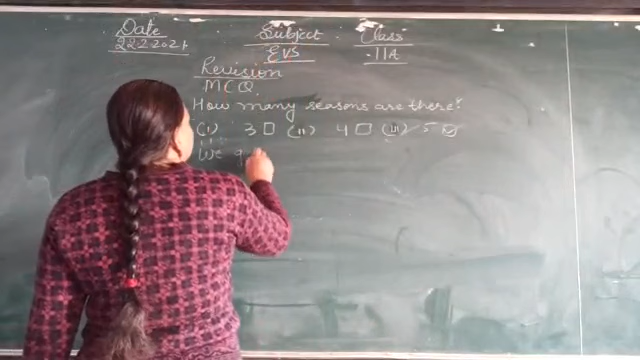 Date Subject Class
22.2.2021 EVS IIA
Revision
MCQ.
How many seasons are there?
(i) 3 (ii) 4 (iii) 5
We